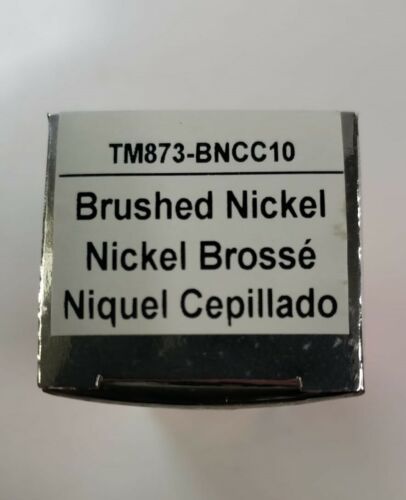 TM873-BNCC10
Brushed Nickel
Nickel Brossé
Niquel Cepillado